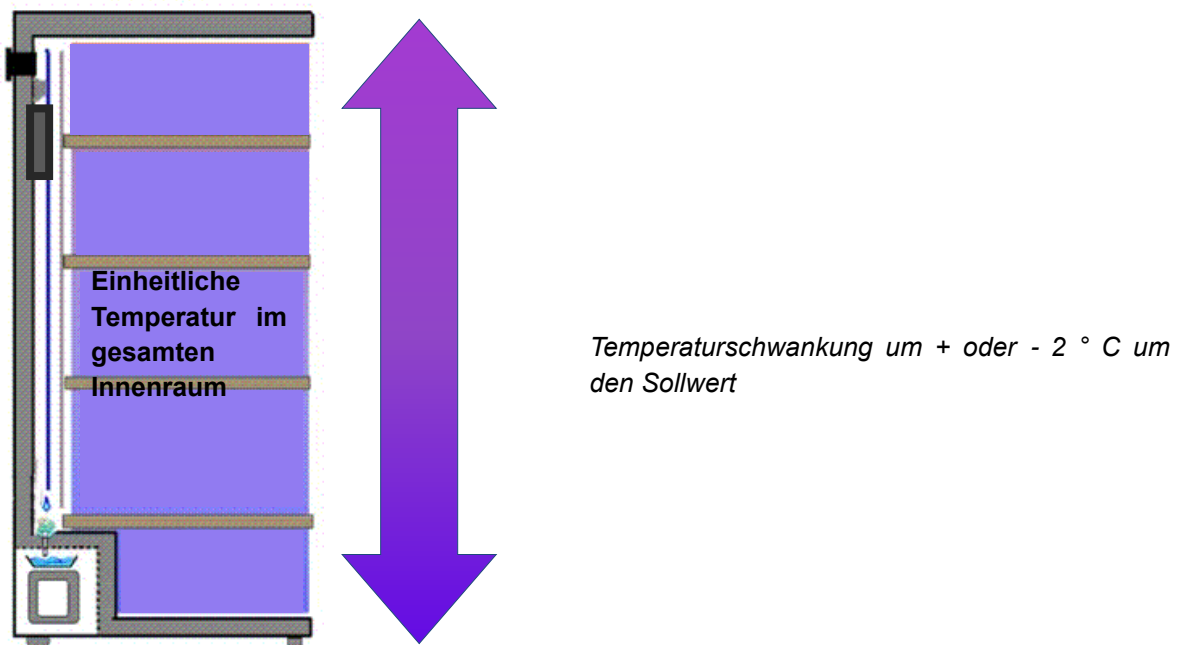 Einheitliche
Temperatur im
gesamten
Innenraum
Temperaturschwankung um + oder - 2 ° C um
den Sollwert